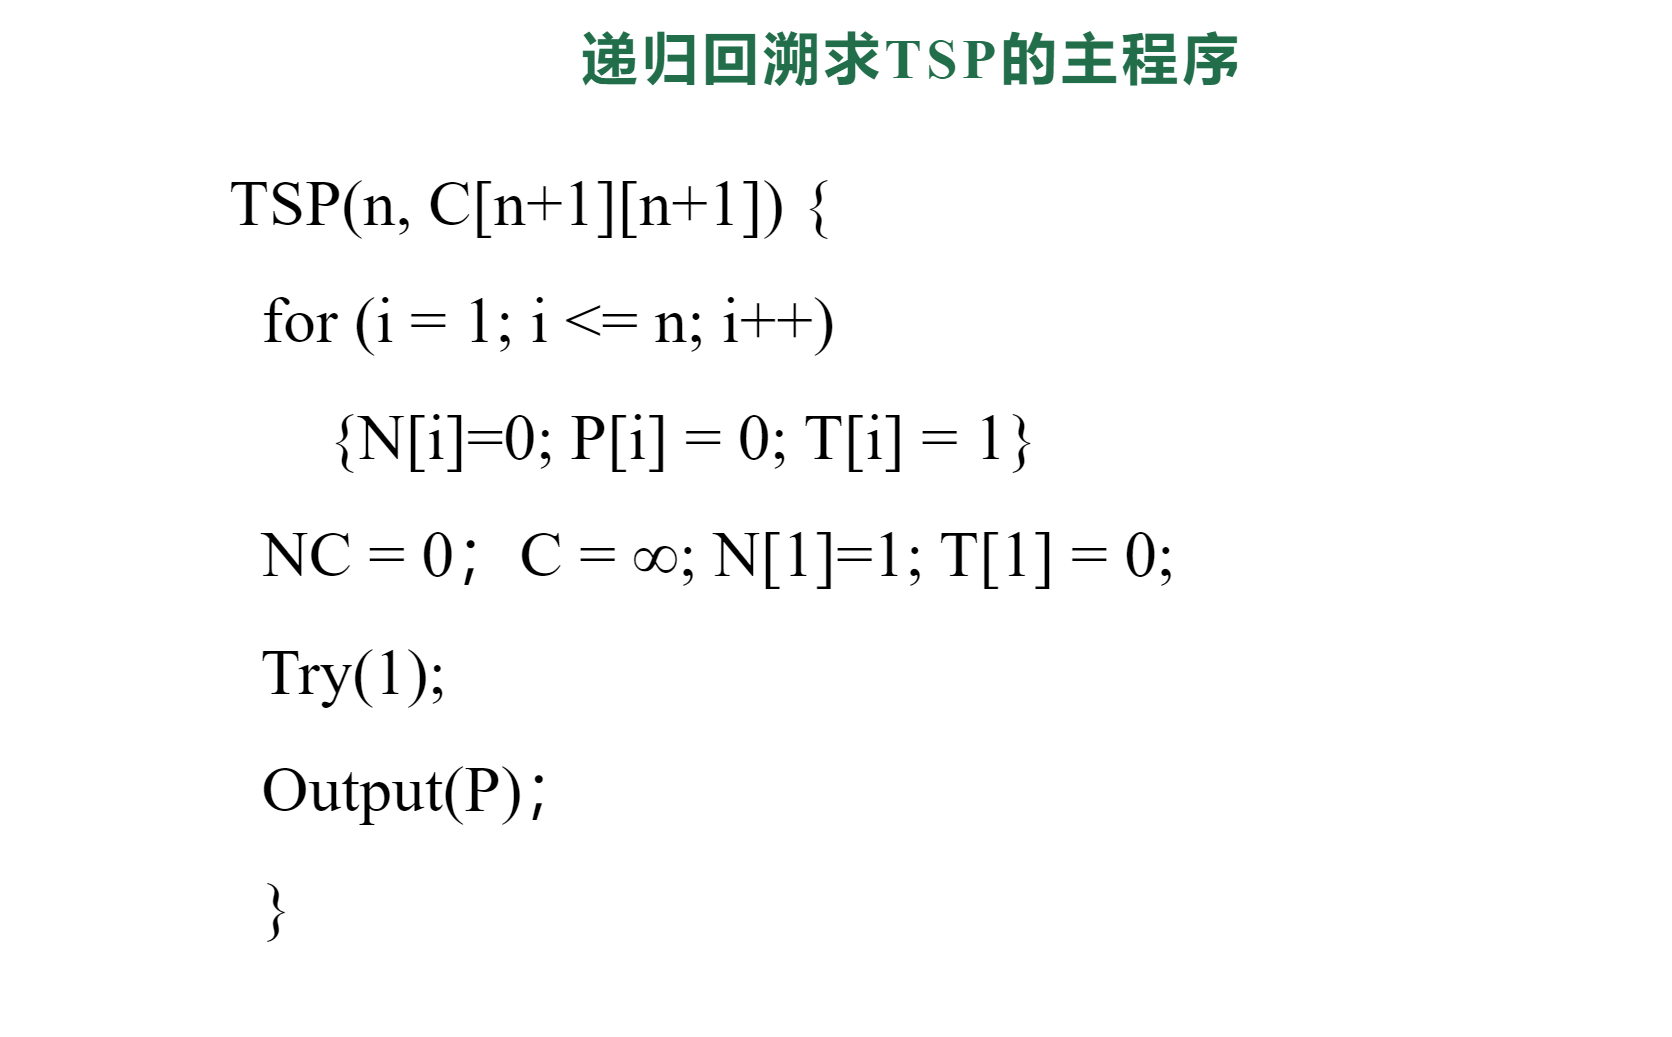 递归回溯求TSP的主程序
TSP(n, C[n+1][n+1]) {
for (i = 1; i <= n; i++)
{N[i]=0; P[i] = 0; T[i] = 1}
NC = 0；C = ∞; N[1]=1; T[1] = 0;
Try(1);
Output(P)；
}